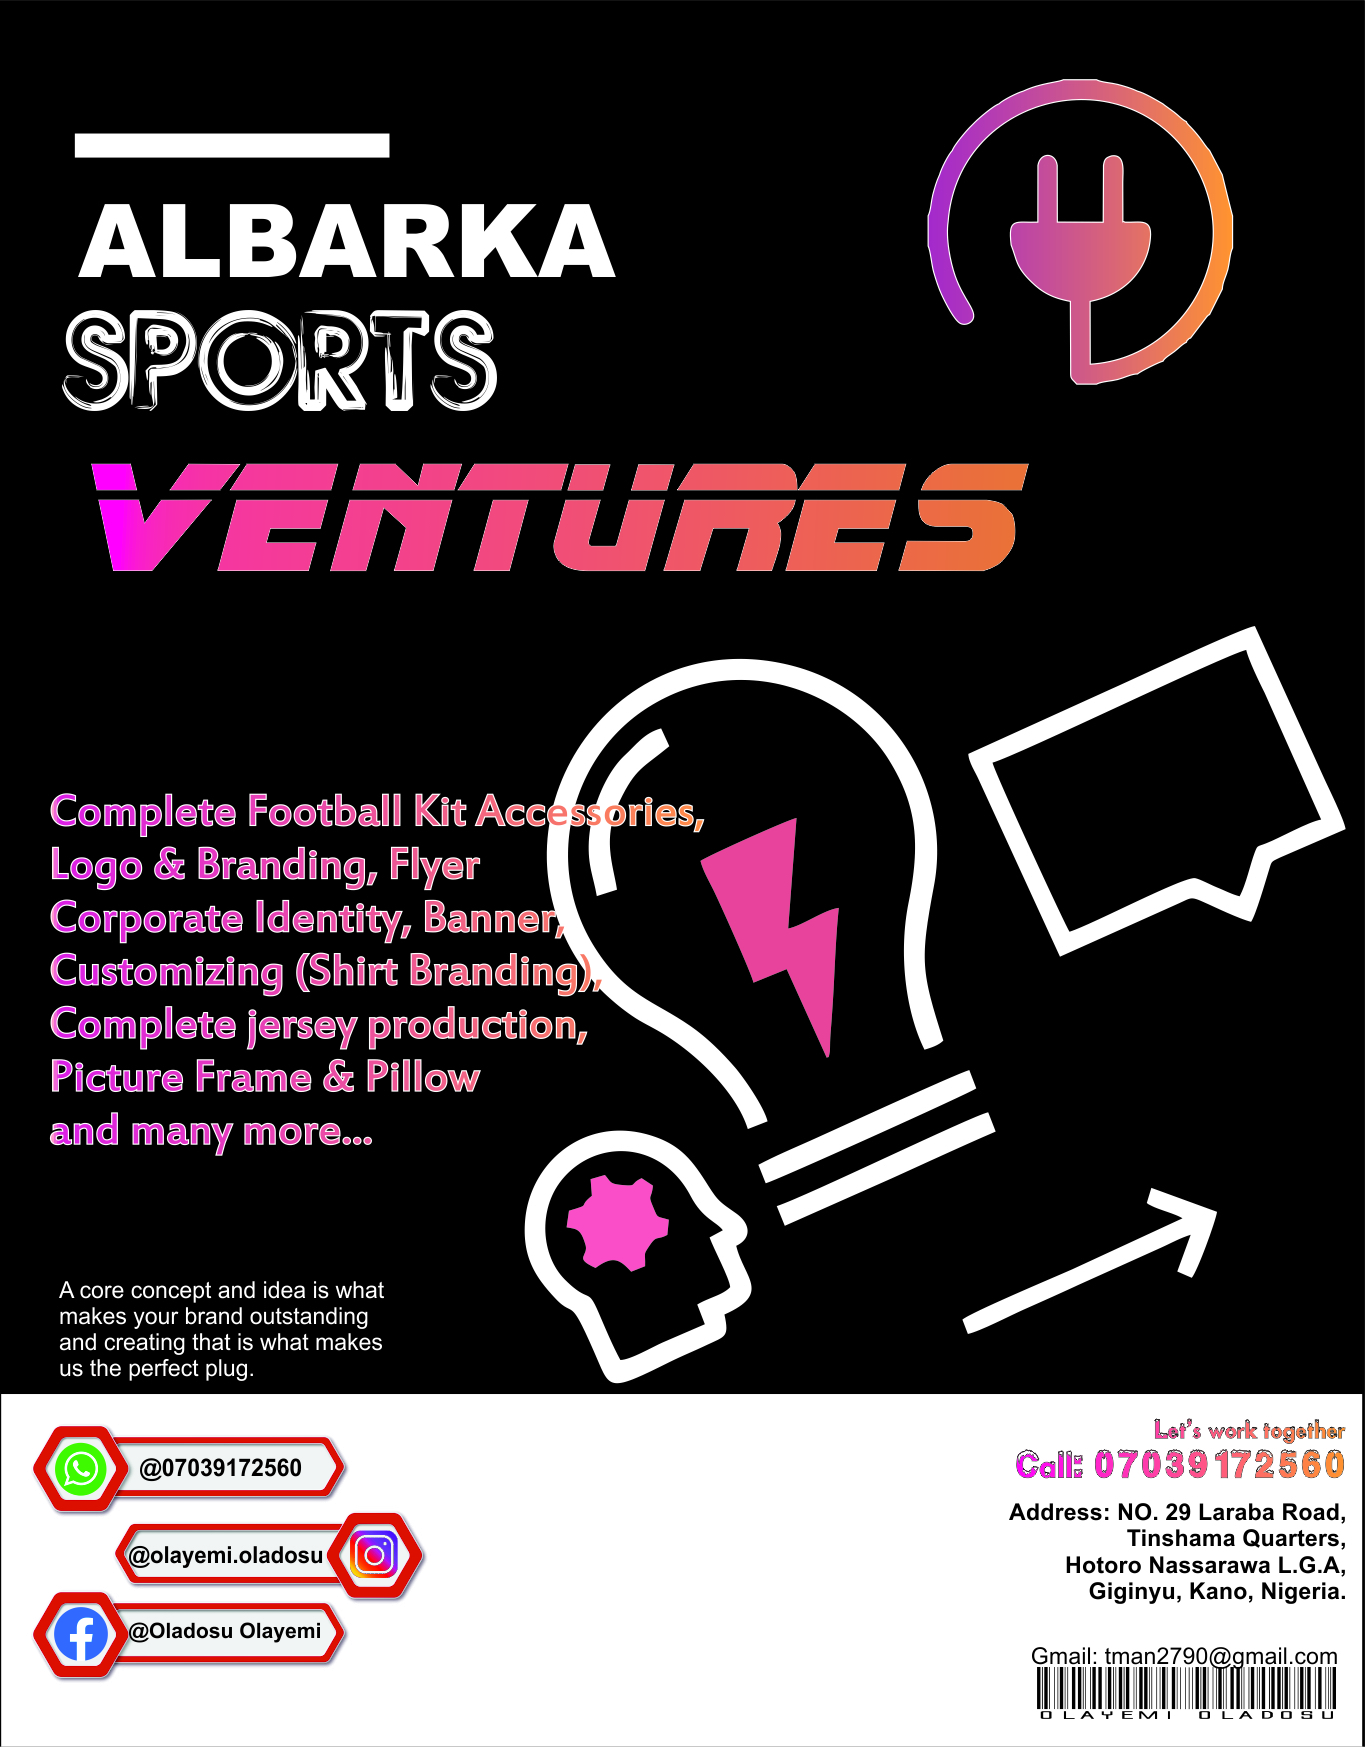 ALBARKA
SPORTS
VENTURES
Complete Football Kit Accessories,
Logo & Branding, Flyer
Corporate Identity, Banner,
Customizing (Shirt Branding),
Complete jersey production,
Picture Frame & Pillow
and many more...
A core concept and idea is what
makes your brand outstanding
and creating that is what makes
us the perfect plug.
@07039172560
@olayemi.oladosu
@Oladosu Olayemi
Let's work together
Call: 07039172560
Address: NO. 29 Laraba Road,
Tinshama Quarters,
Hotoro Nassarawa L.G.A,
Giginyu, Kano, Nigeria.
Gmail: tman2790@gmail.com
OLAYEMI OLADOSU